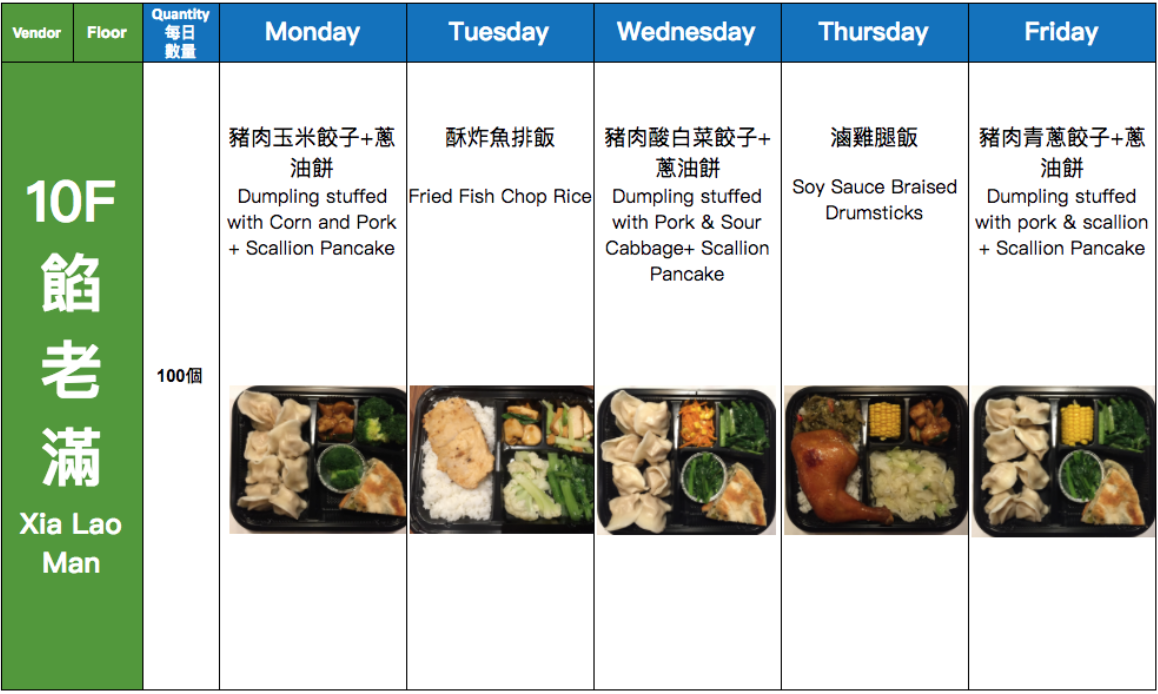 Vendor
Floor
Quantity
每日
數量
Monday
Tuesday
Wednesday
Thursday
Friday
10F
餡
老
滿
Xia Lao
Man
100個
豬肉玉米餃子+蔥
油餅
Dumpling stuffed
with Corn and Pork
+ Scallion Pancake
酥炸魚排飯
Fried Fish Chop Rice
豬肉酸白菜餃子+
蔥油餅
Dumpling stuffed
with Pork & Sour
Cabbage+ Scallion
Pancake
滷雞腿飯
Soy Sauce Braised
Drumsticks
豬肉青蔥餃子+蔥
油餅
Dumpling stuffed
with pork & scallion
+ Scallion Pancake